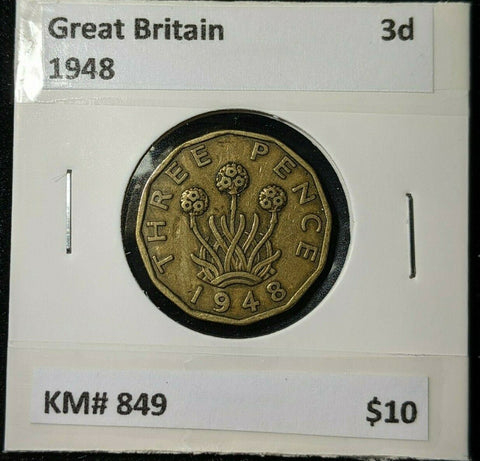 Great Britain 3d
1948
THREE PENCE
1948
KM# 849 $10